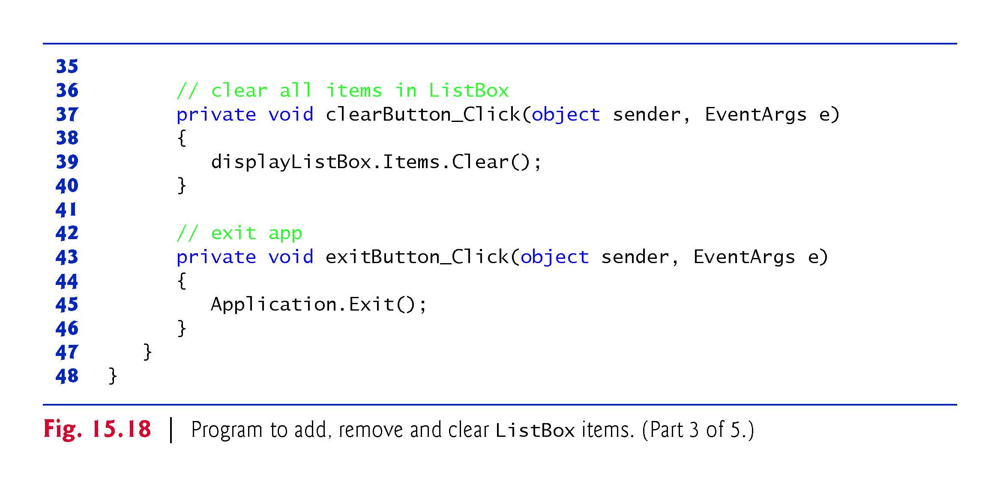 35
36 // clear all items in ListBox
37 private void clearButton_Click(object sender, EventArgs e)
38 {
39 displayListBox.Items.Clear();
40 }
41
42 // exit app
43 private void exitButton_Click(object sender, EventArgs e)
44 {
45 Application.Exit();
46 }
47 }
48 }
Fig. 15.18 | Program to add, remove and clear ListBox items. (Part 3 of 5.)